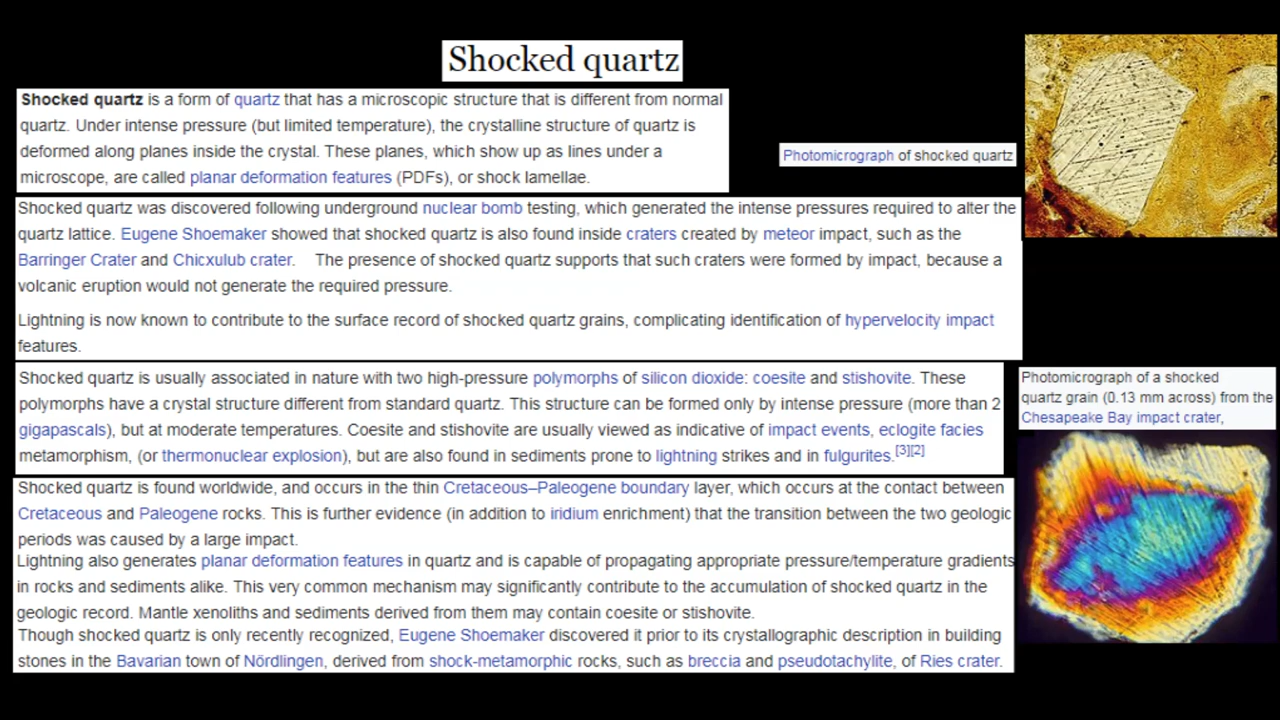 Shocked quartz
Shocked quartz is a form of quartz that has a microscopic structure that is different from normal
quartz. Under intense pressure (but limited temperature), the crystalline structure of quartz is
deformed along planes inside the crystal. These planes, which show up as lines under a
microscope, are called planar deformation features (PDFs), or shock lamellae.
Photomicrograph of shocked quartz
Shocked quartz was discovered following underground nuclear bomb testing, which generated the intense pressures required to alter the
quartz lattice. Eugene Shoemaker showed that shocked quartz is also found inside craters created by meteor impact, such as the
Barringer Crater and Chicxulub crater. The presence of shocked quartz supports that such craters were formed by impact, because a
volcanic eruption would not generate the required pressure.
Lightning is now known to contribute to the surface record of shocked quartz grains, complicating identification of hypervelocity impact
features.
Shocked quartz is usually associated in nature with two high-pressure polymorphs of silicon dioxide: coesite and stishovite. These
polymorphs have a crystal structure different from standard quartz. This structure can be formed only by intense pressure (more than 2
gigapascals), but at moderate temperatures. Coesite and stishovite are usually viewed as indicative of impact events, eclogite facies
metamorphism, (or thermonuclear explosion), but are also found in sediments prone to lightning strikes and in fulgurites.[3][2]
Photomicrograph of a shocked
quartz grain (0.13 mm across) from the
Chesapeake Bay impact crater,
Shocked quartz is found worldwide, and occurs in the thin Cretaceous–Paleogene boundary layer, which occurs at the contact between
Cretaceous and Paleogene rocks. This is further evidence (in addition to iridium enrichment) that the transition between the two geologic
periods was caused by a large impact.
Lightning also generates planar deformation features in quartz and is capable of propagating appropriate pressure/temperature gradients
in rocks and sediments alike. This very common mechanism may significantly contribute to the accumulation of shocked quartz in the
geologic record. Mantle xenoliths and sediments derived from them may contain coesite or stishovite.
Though shocked quartz is only recently recognized, Eugene Shoemaker discovered it prior to its crystallographic description in building
stones in the Bavarian town of Nördlingen, derived from shock-metamorphic rocks, such as breccia and pseudotachylite, of Ries crater.